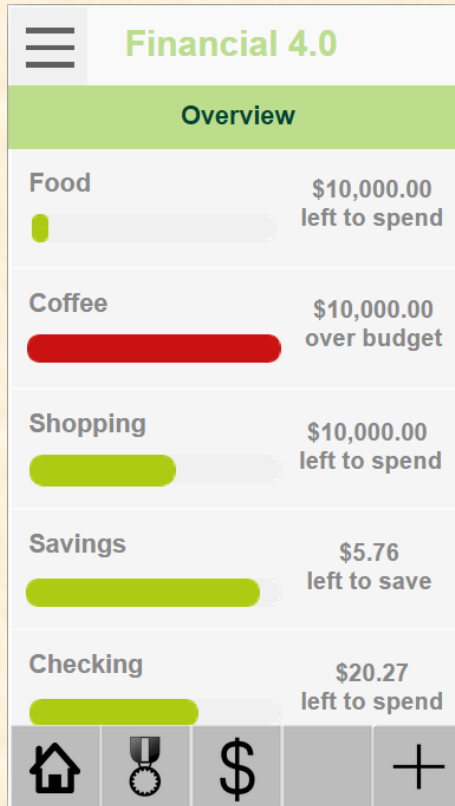 Financial 4.0
Overview
Food
$10,000.00
left to spend
Coffee
$10,000.00
over budget
Shopping
$10,000.00
left to spend
Savings
$5.76
left to save
Checking
$20.27
left to spend
$